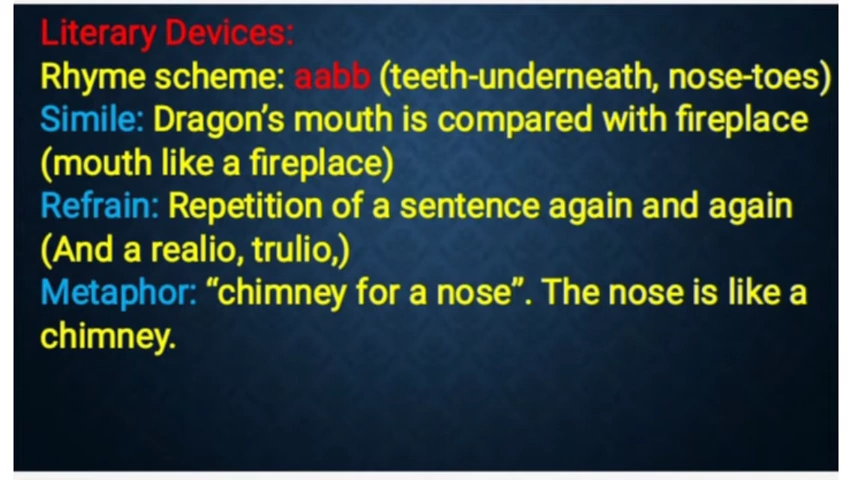 Literary Devices:
Rhyme scheme: aabb (teeth-underneath, nose-toes)
Simile: Dragon's mouth is compared with fireplace
(mouth like a fireplace)
Refrain: Repetition of a sentence again and again
(And a realio, trulio,)
Metaphor: “chimney for a nose”. The nose is like a
chimney.